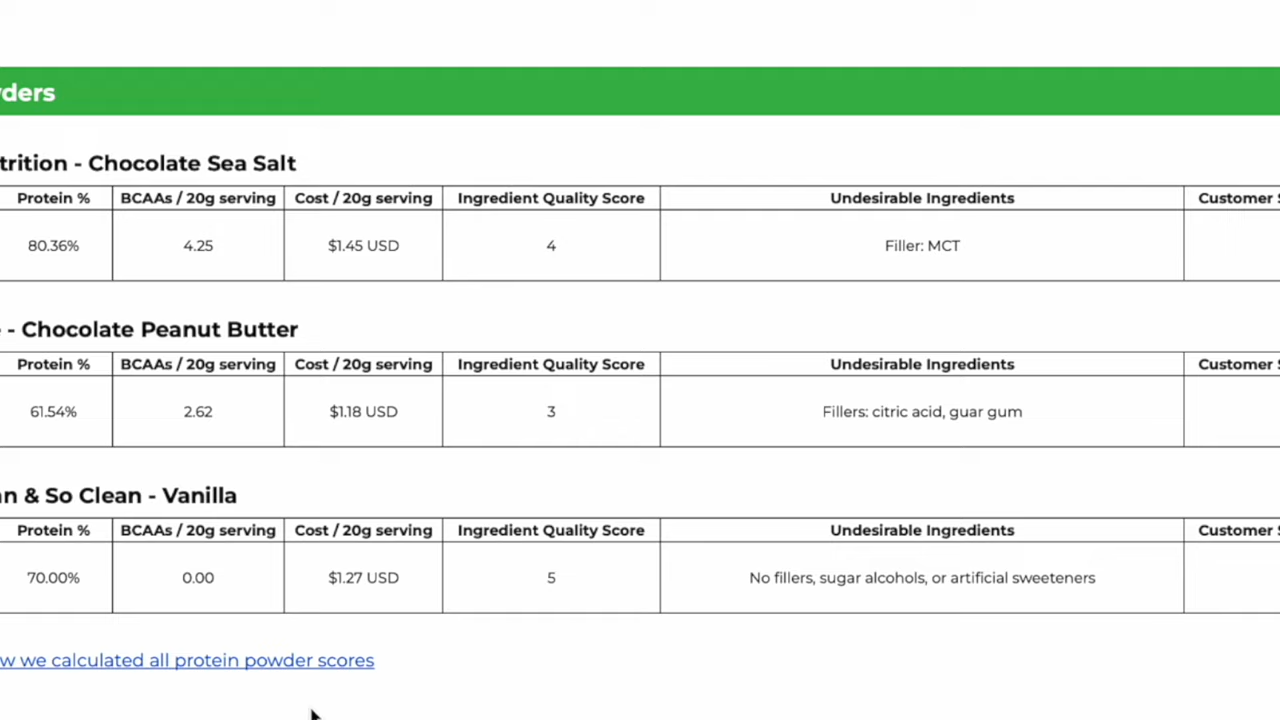 ders
trition - Chocolate Sea Salt
Protein % BCAAs / 20g serving Cost / 20g serving Ingredient Quality Score Undesirable Ingredients Customer S
80.36% 4.25 $1.45 USD 4 Filler: MCT
- Chocolate Peanut Butter
Protein % BCAAs / 20g serving Cost / 20g serving Ingredient Quality Score Undesirable Ingredients Customer S
61.54% 2.62 $1.18 USD 3 Fillers: citric acid, guar gum
n & So Clean - Vanilla
Protein % BCAAs / 20g serving Cost / 20g serving Ingredient Quality Score Undesirable Ingredients Customer S
70.00% 0.00 $1.27 USD 5 No fillers, sugar alcohols, or artificial sweeteners
w we calculated all protein powder scores